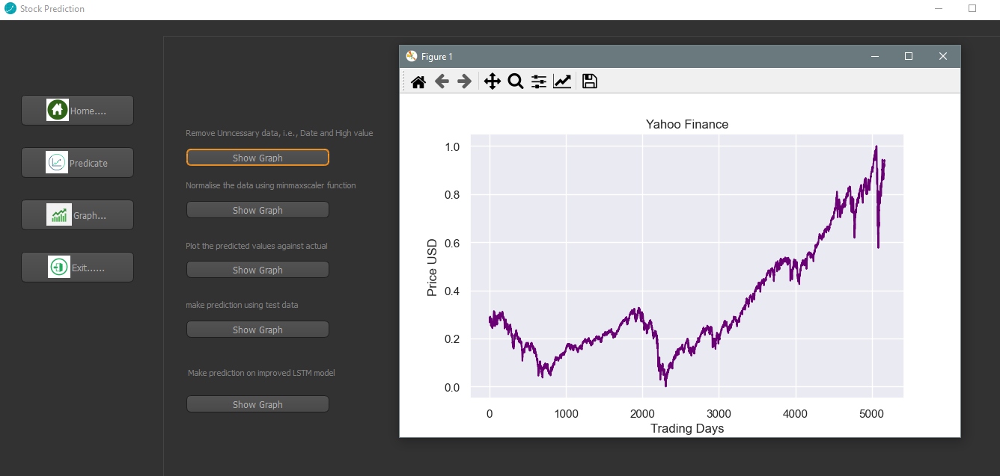 Stock Prediction
Home....
Predicate
Graph...
Exit......
Remove Unncessary data, i.e., Date and High value
Show Graph
Normalise the data using minmaxscaler function
Show Graph
Plot the predicted values against actual
Show Graph
make prediction using test data
Show Graph
Make prediction on improved LSTM model
Show Graph
Figure 1
Yahoo Finance
Price USD
1.0
0.8
0.6
0.4
0.2
0.0
0 1000 2000 3000 4000 5000
Trading Days